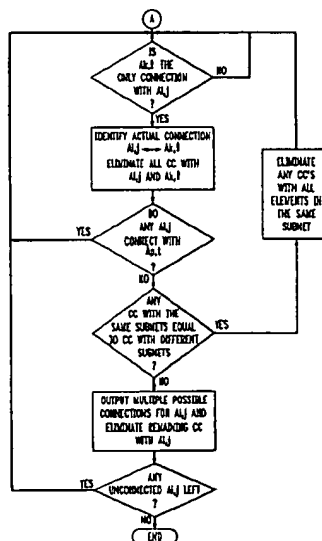 A
IS
Ak,ℓ THE
ONLY CONNECTION
WITH Ai,j
?
NO
YES
IDENTIFY ACTUAL CONNECTION
Ai,j ⟷ Ak,ℓ
ELIMINATE ALL CC WITH
Ai,j AND Ak,ℓ
ELIMINATE
ANY CC'S
WITH ALL
ELEMENTS IN
THE SAME
SUBNET
DO
ANY Ai,j
CONNECT WITH
?
YES
NO
ANY
CC WITH THE
SAME SUBNETS EQUAL
TO CC WITH DIFFERENT
SUBNETS
?
YES
NO
OUTPUT MULTIPLE POSSIBLE
CONNECTIONS FOR Ai,j AND
ELIMINATE REMAINING CC
WITH Ai,j
ANY
UNCONNECTED Ai,j LEFT
?
YES
NO
END